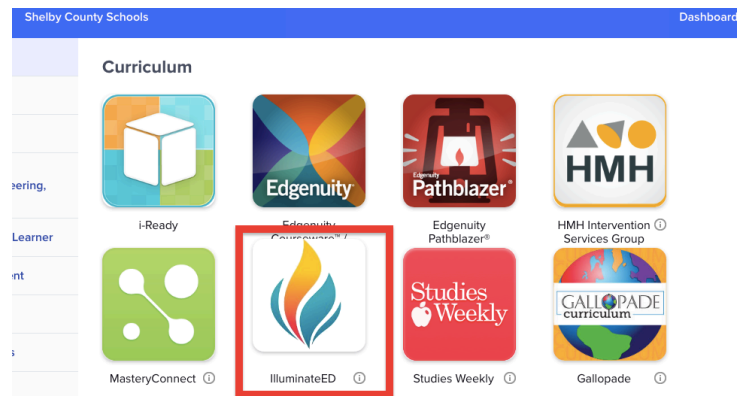 Shelby County Schools
Dashboard
Curriculum
eering,
Learner
ent
s
Edgenuity
Edgenuity
Pathblazer®
HMH
i-Ready
Edgenuity
Courseware™ /
Edgenuity
Pathblazer®
HMH Intervention
Services Group
Studies
Weekly
GALLOPADE
curriculum
MasteryConnect
IlluminateED
Studies Weekly
Gallopade